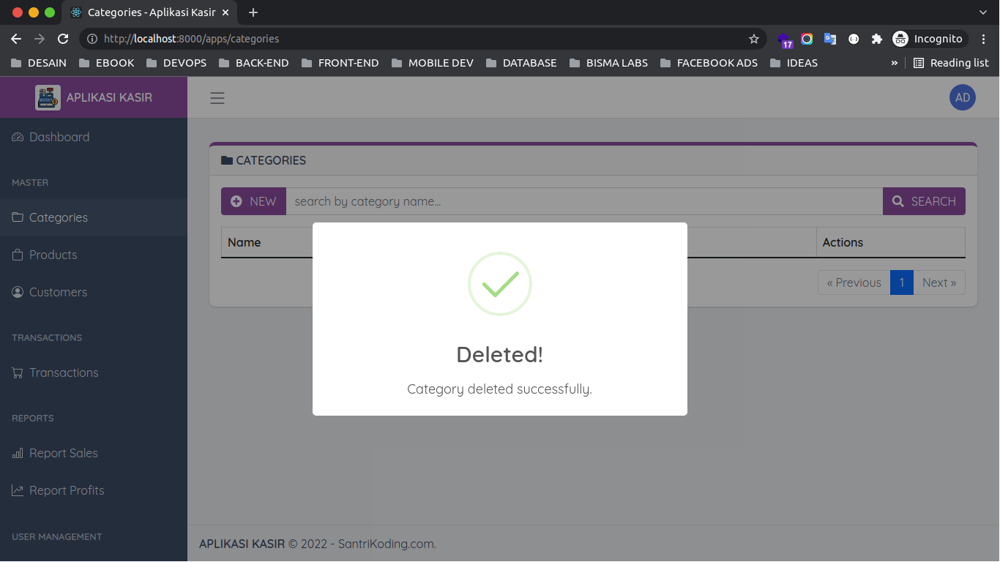 Categories - Aplikasi Kasir
http://localhost:8000/apps/categories
17
Incognito
DESAIN EBOOK DEVOPS BACK-END FRONT-END MOBILE DEV DATABASE BISMA LABS FACEBOOK ADS IDEAS » Reading list
APLIKASI KASIR
AD
Dashboard
MASTER
Categories
Products
Customers
TRANSACTIONS
Transactions
REPORTS
Report Sales
Report Profits
USER MANAGEMENT
CATEGORIES
NEW search by category name... SEARCH
Name Actions
« Previous 1 Next »
Deleted!
Category deleted successfully.
APLIKASI KASIR © 2022 - SantriKoding.com.